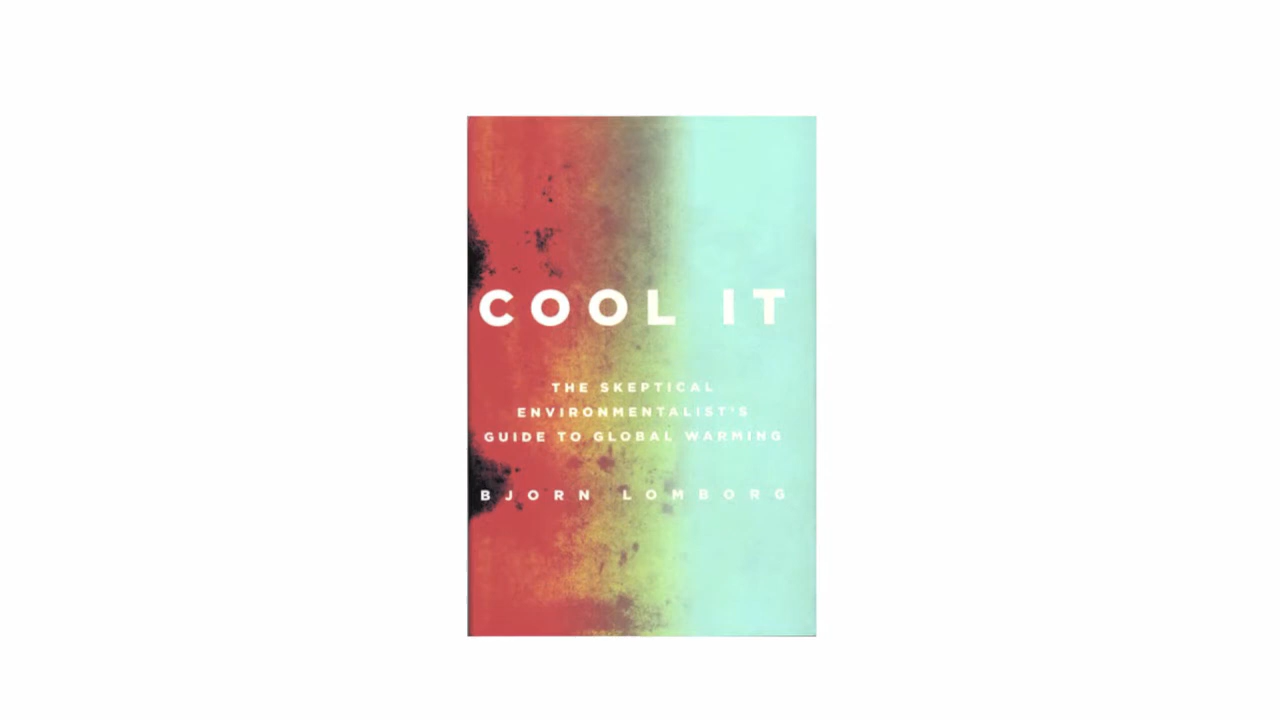 COOL IT
THE SKEPTICAL
ENVIRONMENTALIST'S
GUIDE TO GLOBAL WARMING
BJORN LOMBORG